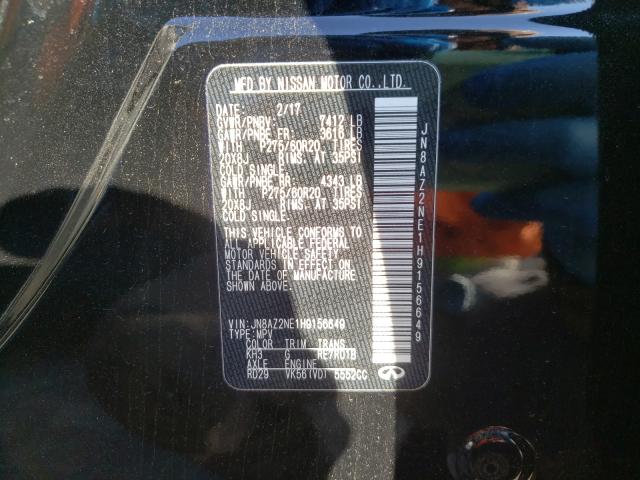 MFD BY NISSAN MOTOR CO.,LTD.
DATE: 2/17
GVWR/PNBV: 7412 LB
GAWR/PNBE FR: 3616 LB
WITH P275/60R20 TIRES
20X8J RIMS, AT 35PSI
COLD SINGLE
GAWR/PNBE RR: 4343 LB
P275/60R20 TIRES
20X8J RIMS, AT 35PSI
COLD SINGLE
THIS VEHICLE CONFORMS TO
ALL APPLICABLE FEDERAL
MOTOR VEHICLE SAFETY
STANDARDS IN EFFECT ON
THE DATE OF MANUFACTURE
SHOWN ABOVE.
VIN:JN8AZ2NE1H9156649
TYPE:MPV
COLOR TRIM TRANS
KH3 G RE7R01B
AXLE ENGINE
RD29 VK56(VD) 5552CC
JN8AZ2NE1H9156649